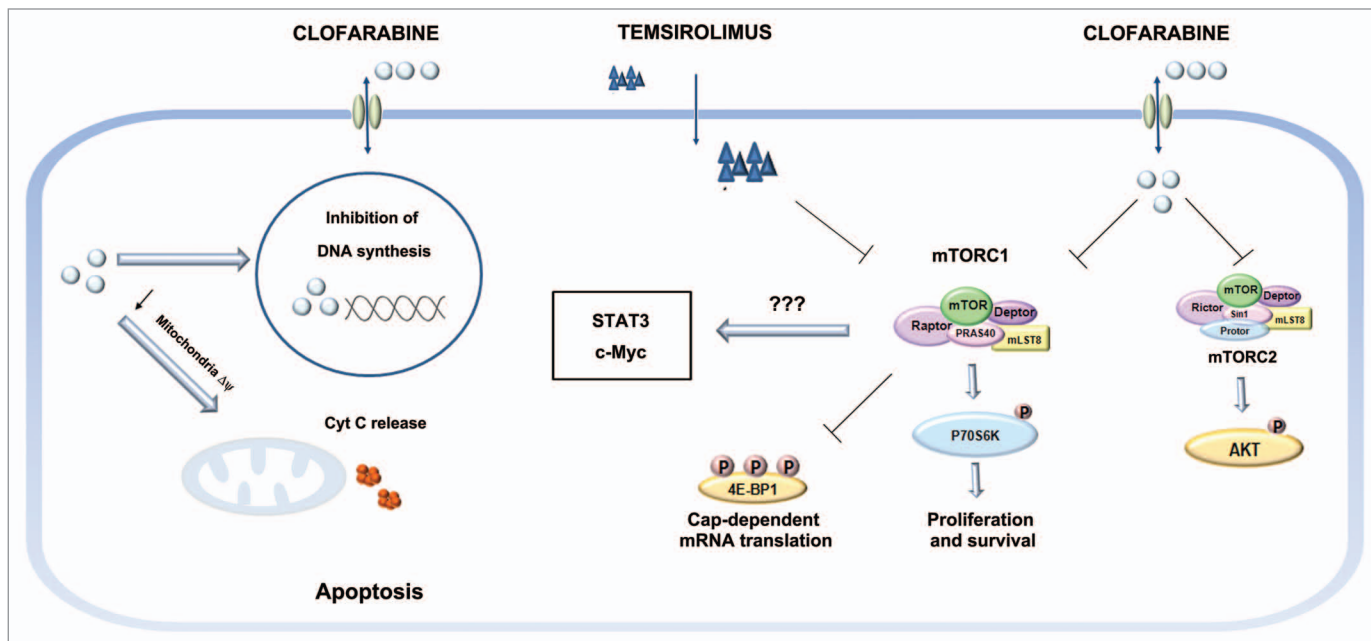 CLOFARABINE
TEMSIROLIMUS
CLOFARABINE
Inhibition of
DNA synthesis
Mitochondria Δψ
Cyt C release
Apoptosis
???
STAT3
c-Myc
mTORC1
mTOR
Deptor
Raptor
PRAS40
mLST8
P
P70S6K
Proliferation
and survival
P P P
4E-BP1
Cap-dependent
mRNA translation
mTOR
Deptor
Rictor
Sin1
mLST8
Protor
mTORC2
P
AKT